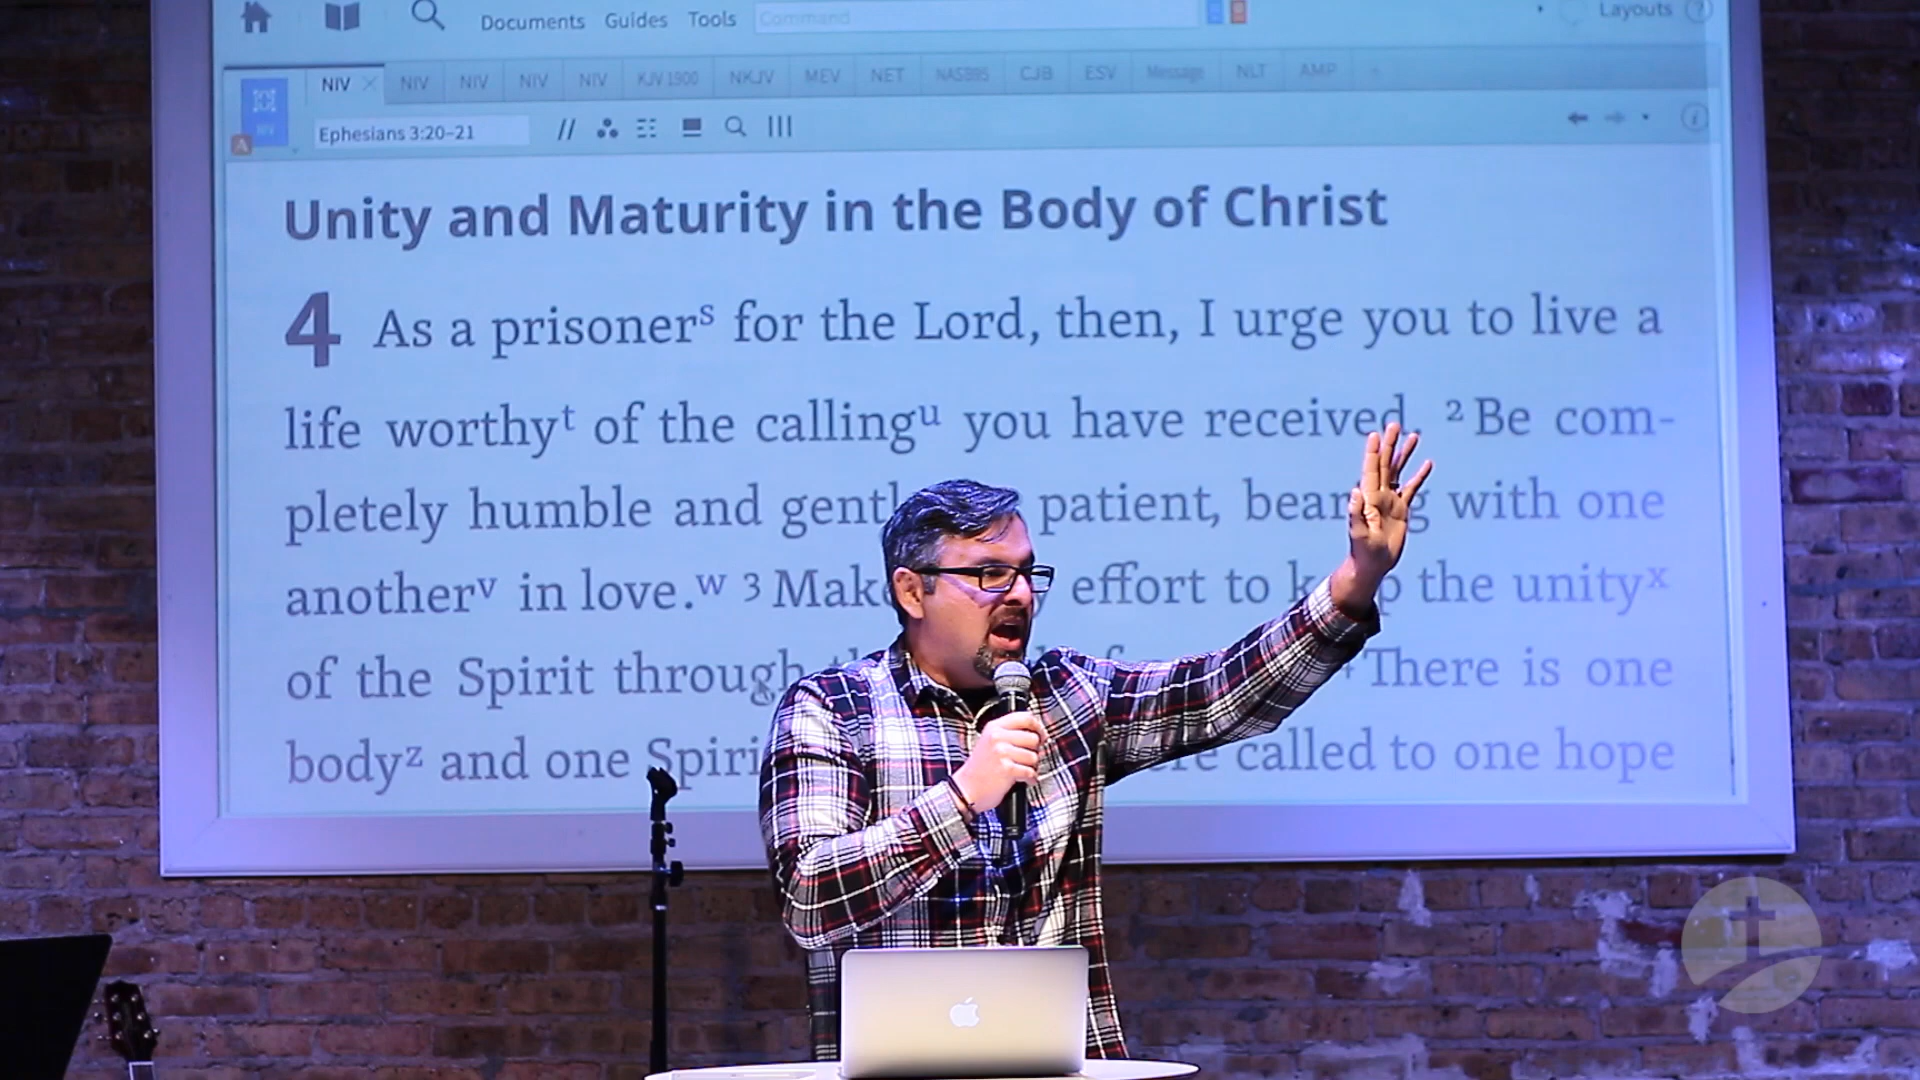 Documents Guides Tools Command Layouts ?
NIV NIV NIV NIV NIV KJV 1900 NKJV MEV NET NASB95 CJB ESV Message NLT AMP
NIV
A
Ephesians 3:20–21
Unity and Maturity in the Body of Christ
4 As a prisoners for the Lord, then, I urge you to live a
life worthyt of the callingu you have received. 2 Be com-
pletely humble and gentl patient, bear g with one
anotherv in love.w 3 Make effort to k p the unityx
of the Spirit through There is one
bodyz and one Spiri called to one hope